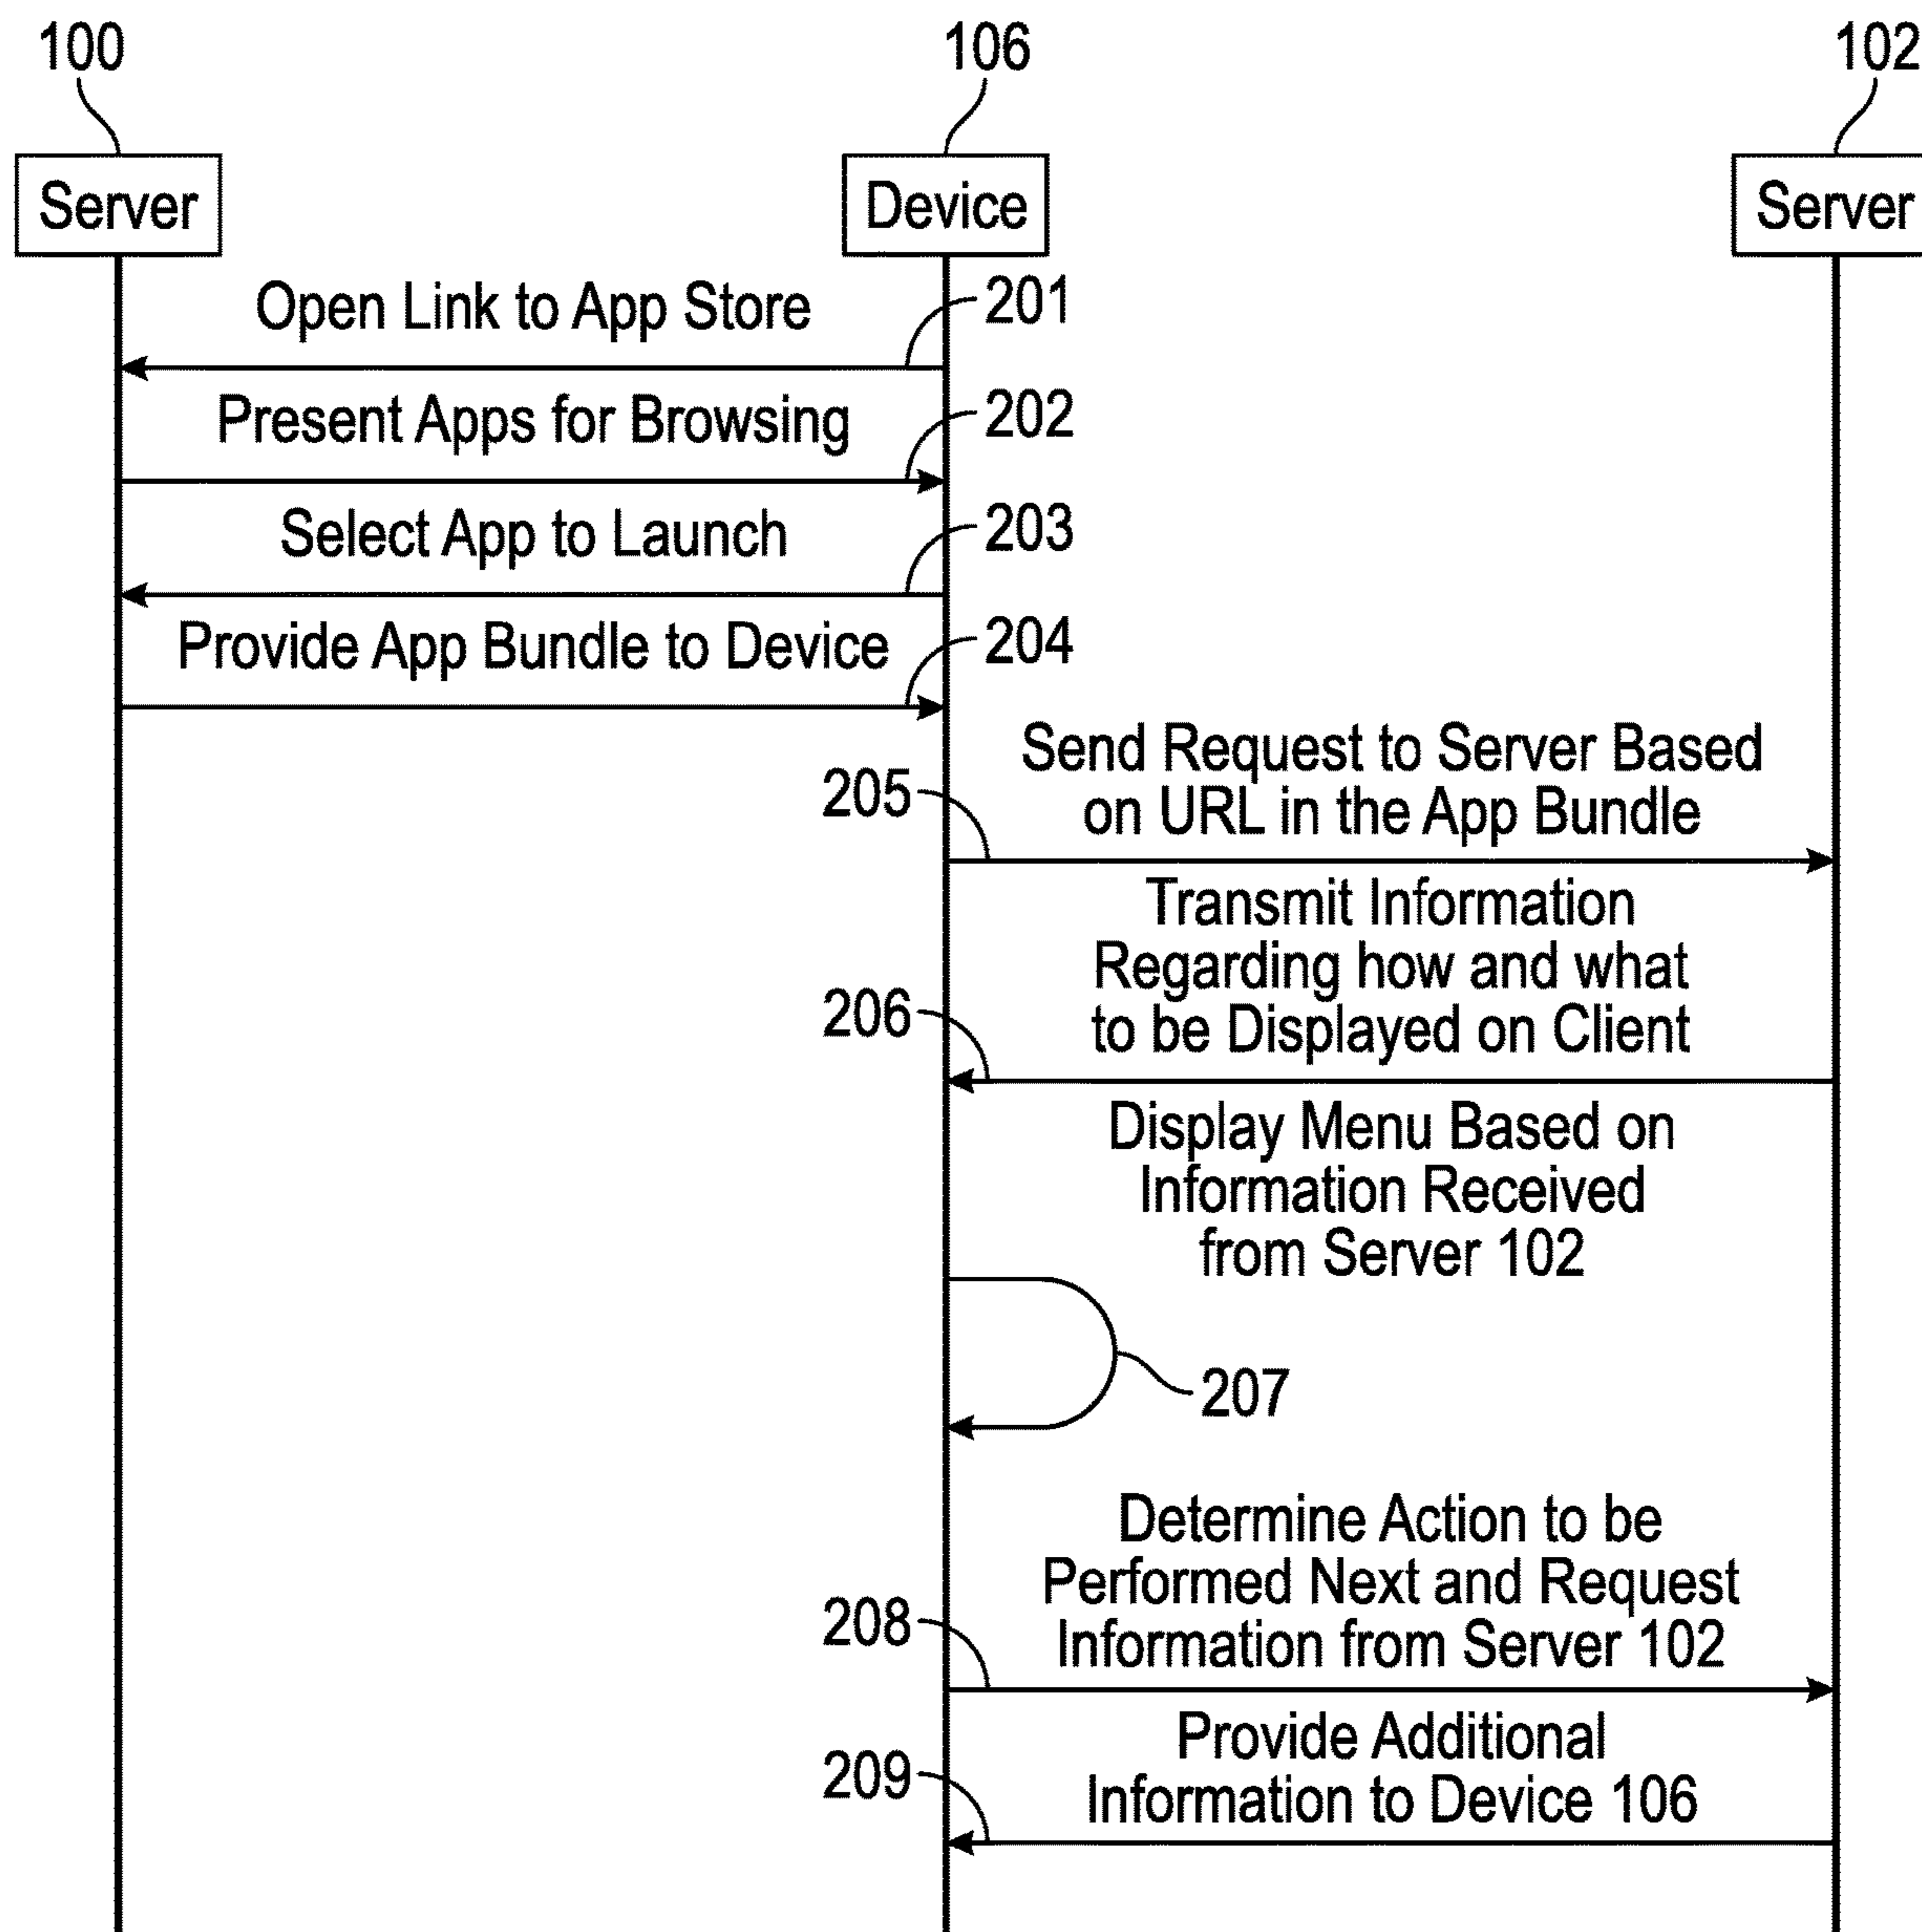 100
106
102
Server
Device
Server
Open Link to App Store
201
Present Apps for Browsing
202
Select App to Launch
203
Provide App Bundle to Device
204
Send Request to Server Based
on URL in the App Bundle
205
Transmit Information
Regarding how and what
to be Displayed on Client
206
Display Menu Based on
Information Received
from Server 102
207
Determine Action to be
Performed Next and Request
Information from Server 102
208
Provide Additional
Information to Device 106
209